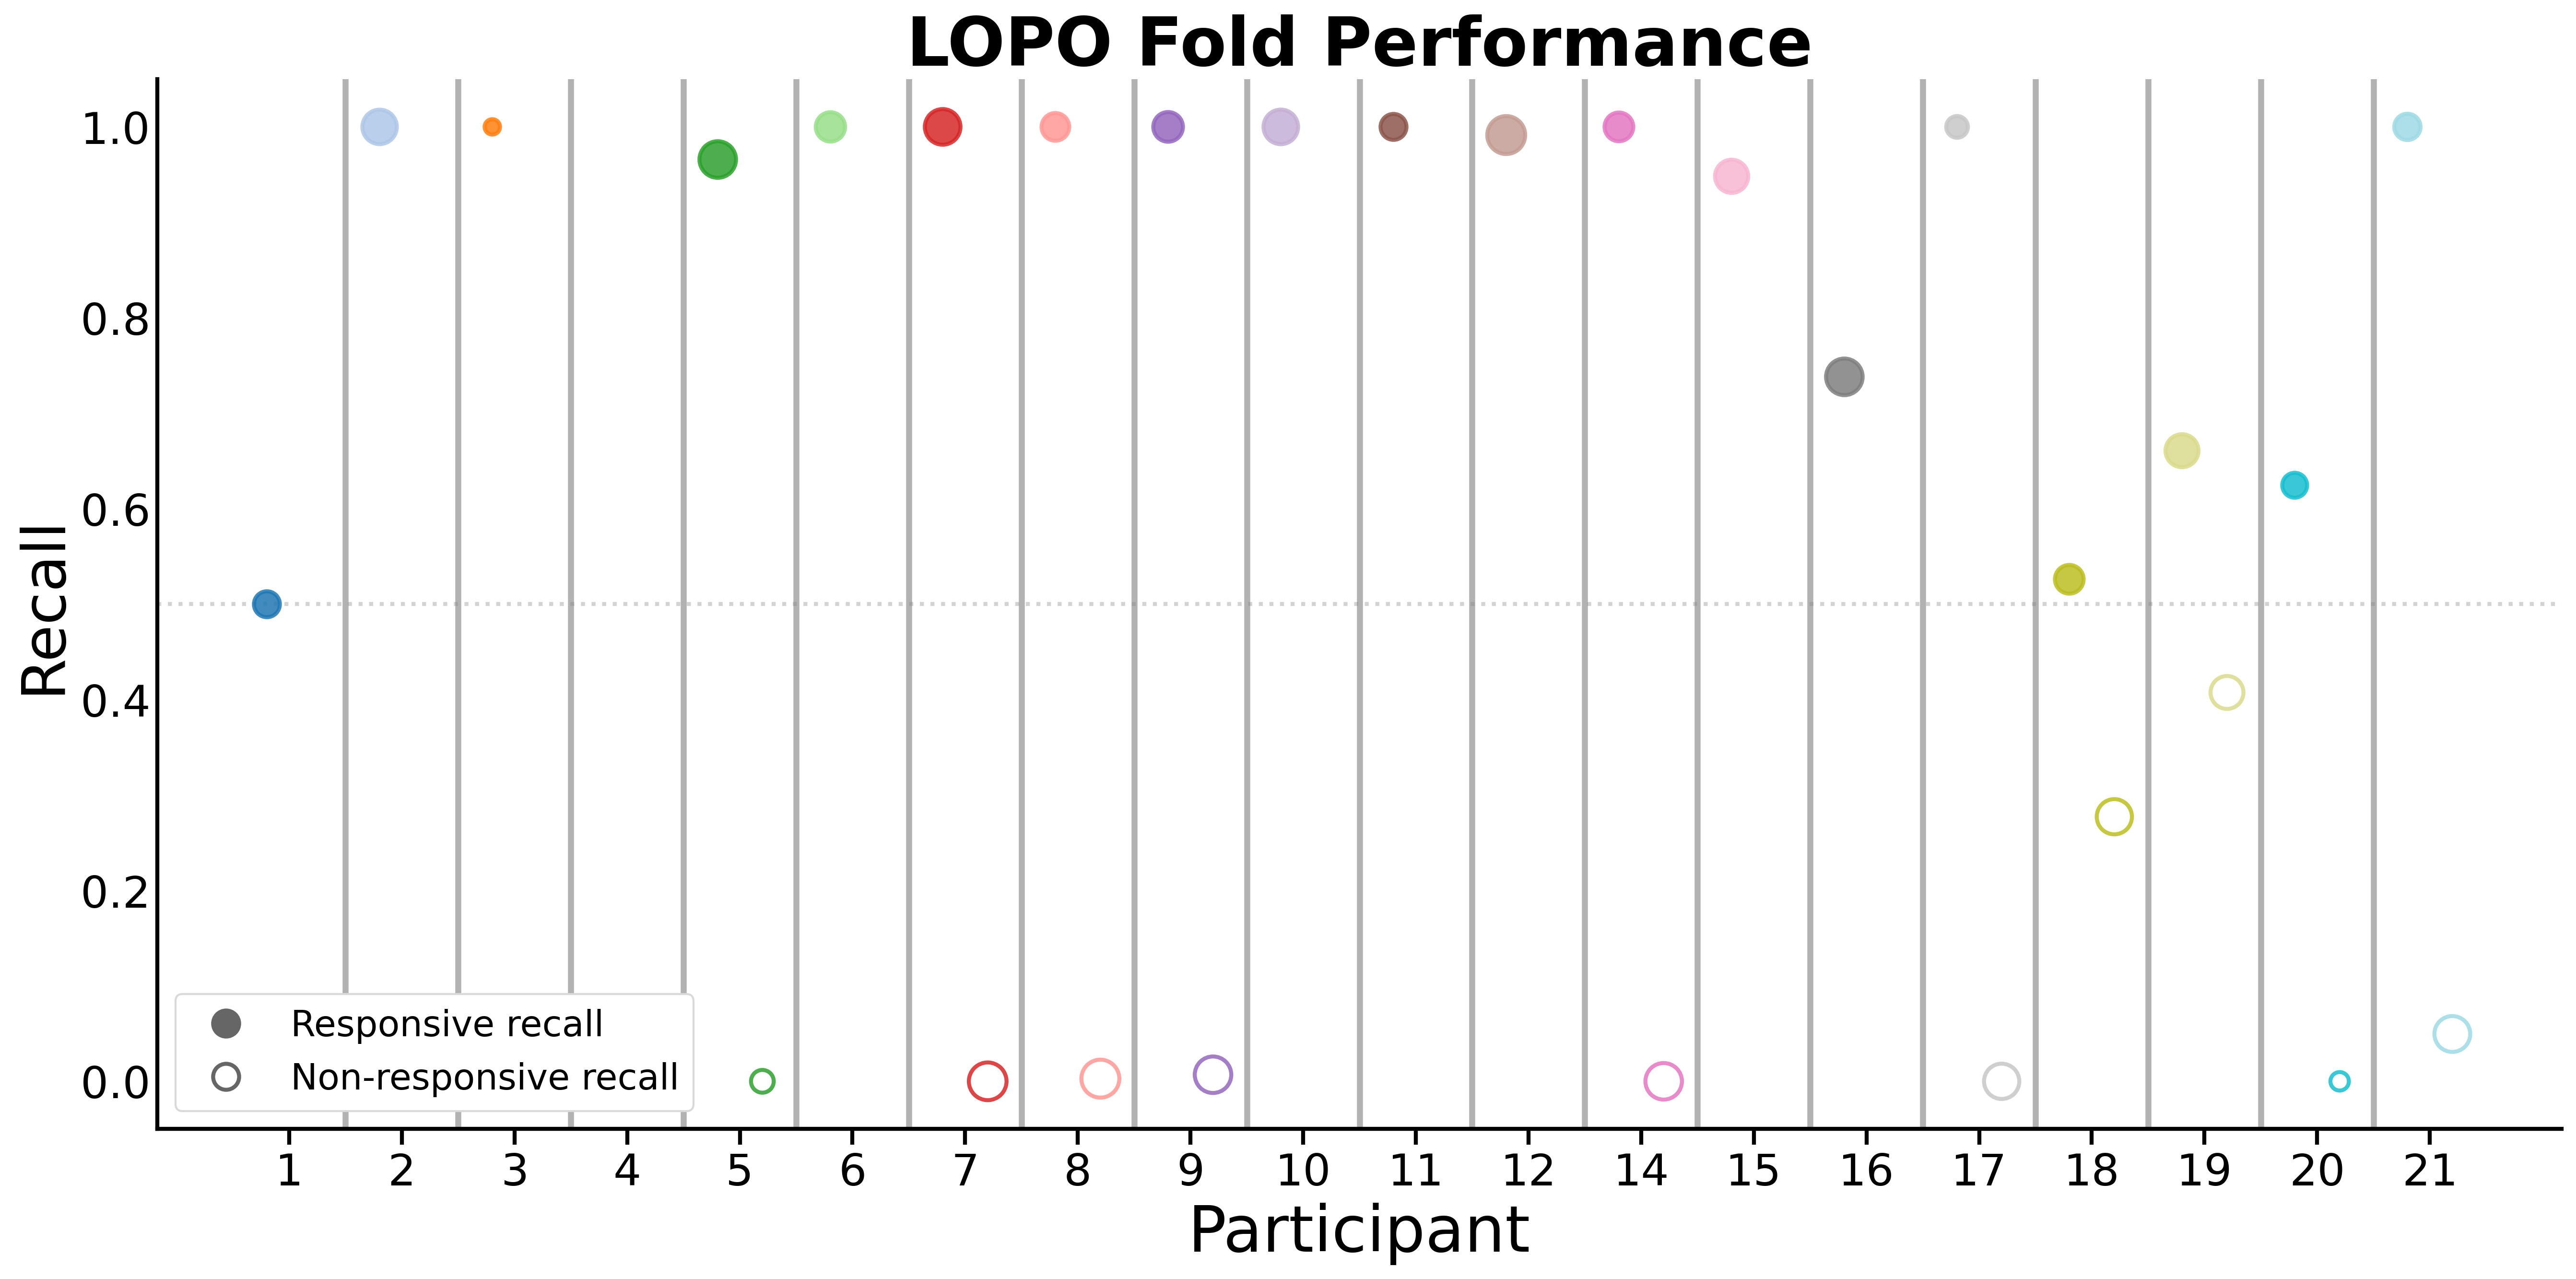 LOPO Fold Performance
Recall
1.0
0.8
0.6
0.4
0.2
0.0
Responsive recall
Non-responsive recall
1 2 3 4 5 6 7 8 9 10 11 12 14 15 16 17 18 19 20 21
Participant